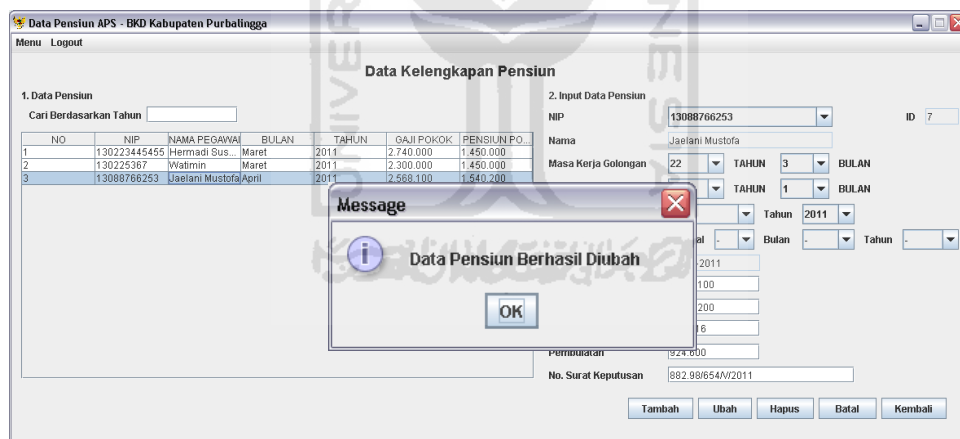 Data Pensiun APS - BKD Kabupaten Purbalingga
Menu Logout
Data Kelengkapan Pensiun
1. Data Pensiun
Cari Berdasarkan Tahun
NO NIP NAMA PEGAWAI BULAN TAHUN GAJI POKOK PENSIUN PO...
1 130223445455 Hermadi Sus... Maret 2011 2.740.000 1.450.000
2 130225367 Watimin Maret 2011 2.300.000 1.450.000
3 13088766253 Jaelani Mustofa April 2011 2.568.100 1.540.200
2. Input Data Pensiun
NIP 13088766253 ID 7
Nama Jaelani Mustofa
Masa Kerja Golongan 22 TAHUN 3 BULAN
TAHUN 1 BULAN
Tahun 2011
al - Bulan - Tahun -
-2011
100
200
16
Pembulatan 924.600
No. Surat Keputusan 882.98/654/V/2011
Tambah Ubah Hapus Batal Kembali
Message
Data Pensiun Berhasil Diubah
OK